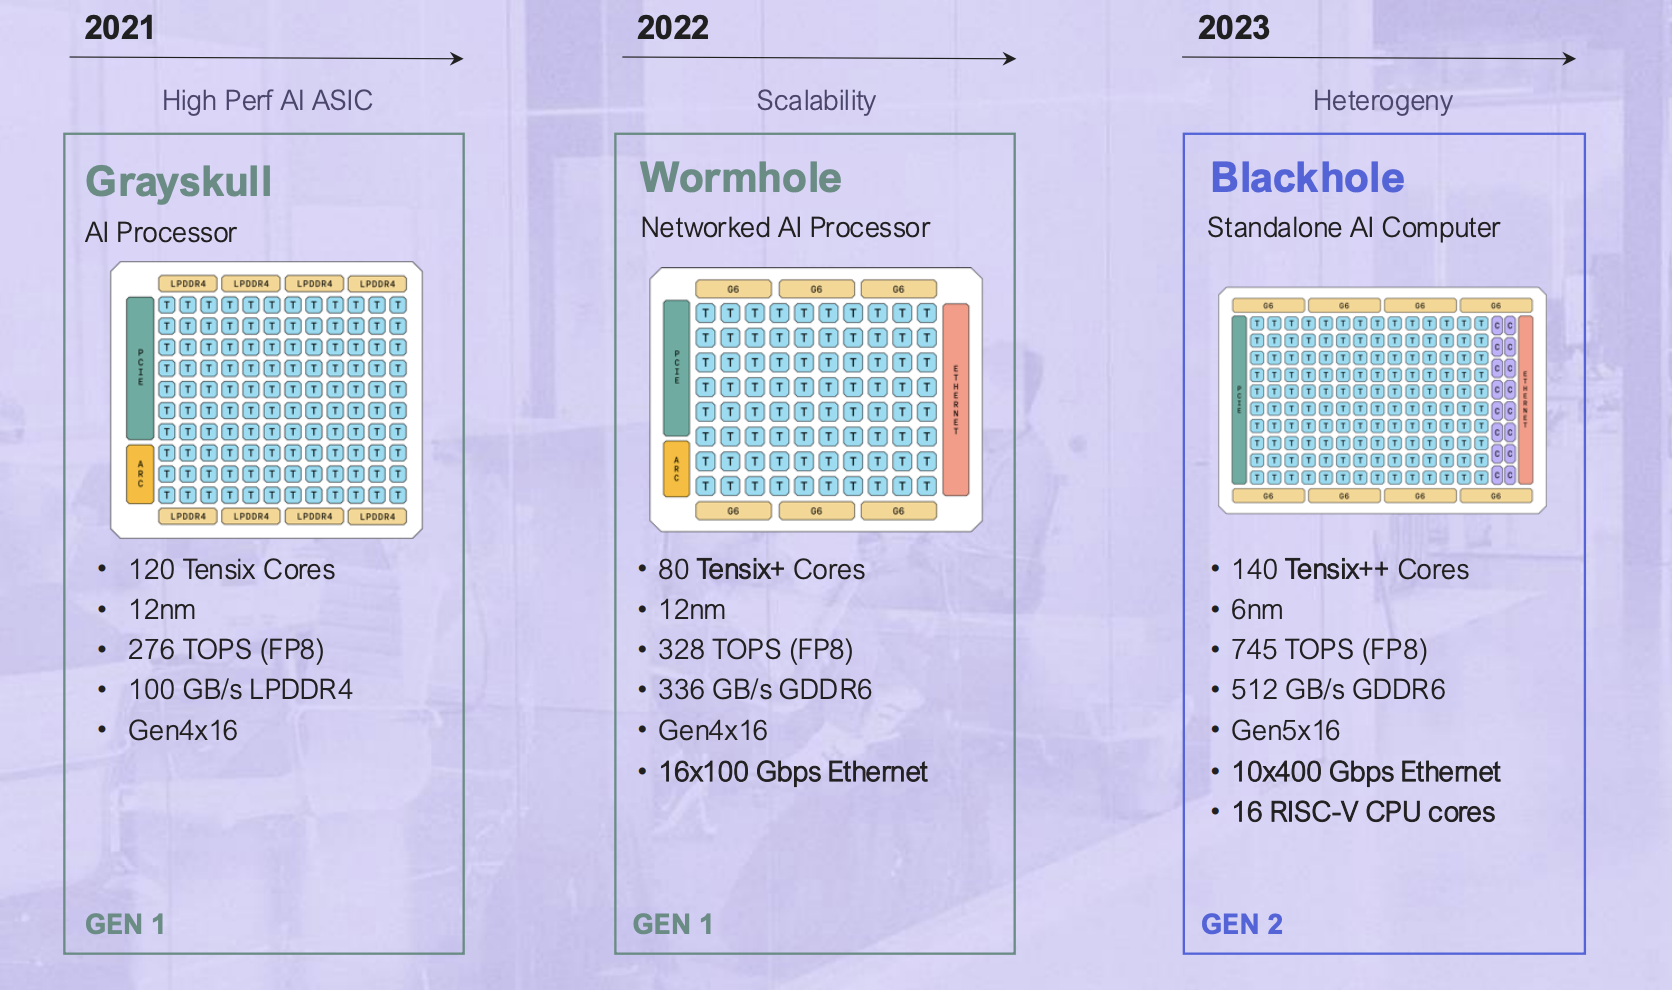 2021
High Perf AI ASIC
Grayskull
AI Processor
LPDDR4 LPDDR4 LPDDR4 LPDDR4
PCIE
ARC
T T T T T T T T T T T T
T T T T T T T T T T T T
T T T T T T T T T T T T
T T T T T T T T T T T T
T T T T T T T T T T T T
T T T T T T T T T T T T
T T T T T T T T T T T T
T T T T T T T T T T T T
T T T T T T T T T T T T
T T T T T T T T T T T T
LPDDR4 LPDDR4 LPDDR4 LPDDR4
• 120 Tensix Cores
• 12nm
• 276 TOPS (FP8)
• 100 GB/s LPDDR4
• Gen4x16
GEN 1
2022
Scalability
Wormhole
Networked AI Processor
G6 G6 G6
PCIE
ARC
T T T T T T T T T T
T T T T T T T T T T
T T T T T T T T T T
T T T T T T T T T T
T T T T T T T T T T
T T T T T T T T T T
T T T T T T T T T T
T T T T T T T T T T
ETHERNET
G6 G6 G6
• 80 Tensix+ Cores
• 12nm
• 328 TOPS (FP8)
• 336 GB/s GDDR6
• Gen4x16
• 16x100 Gbps Ethernet
GEN 1
2023
Heterogeny
Blackhole
Standalone AI Computer
G6 G6 G6 G6
PCIE
T T T T T T T T T T T T T T
T T T T T T T T T T T T T T
T T T T T T T T T T T T T T
T T T T T T T T T T T T T T
T T T T T T T T T T T T T T
T T T T T T T T T T T T T T
T T T T T T T T T T T T T T
T T T T T T T T T T T T T T
T T T T T T T T T T T T T T
T T T T T T T T T T T T T T
C C
C C
C C
C C
C C
C C
C C
C C
ETHERNET
G6 G6 G6 G6
• 140 Tensix++ Cores
• 6nm
• 745 TOPS (FP8)
• 512 GB/s GDDR6
• Gen5x16
• 10x400 Gbps Ethernet
• 16 RISC-V CPU cores
GEN 2